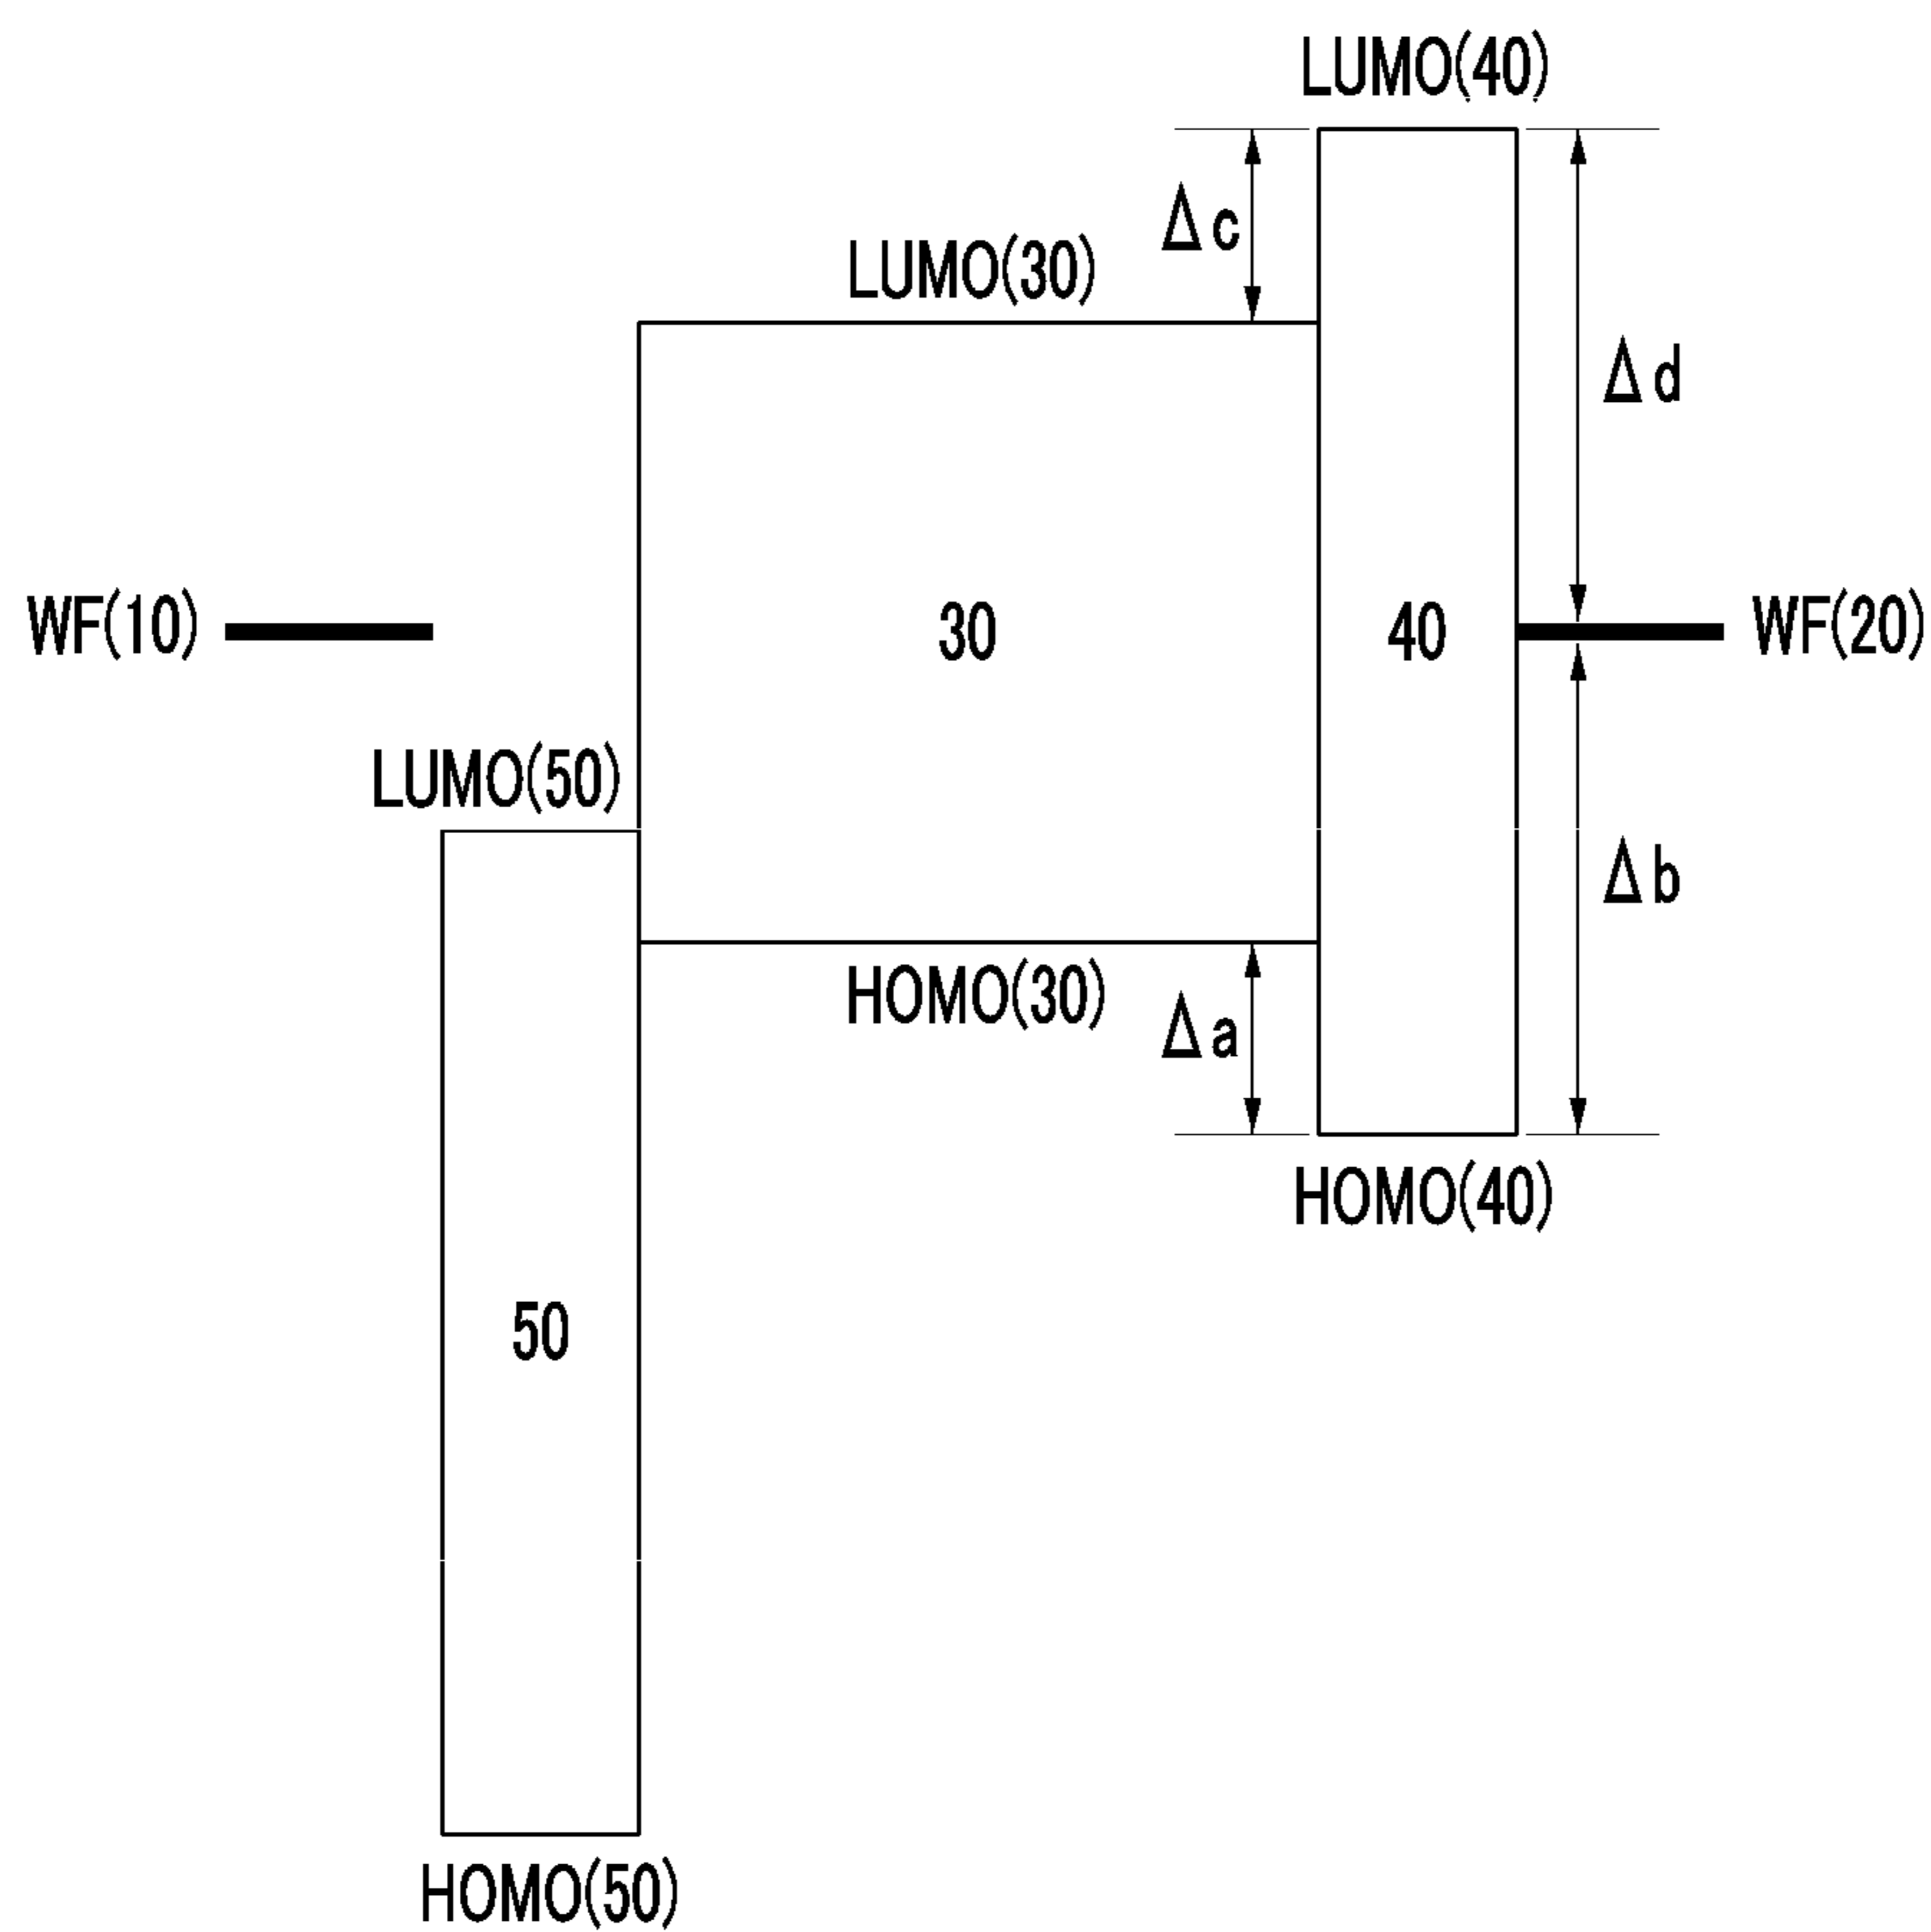 LUMO(40)
Δc
LUMO(30)
Δd
WF(10)
30
40
WF(20)
LUMO(50)
Δb
HOMO(30)
Δa
HOMO(40)
50
HOMO(50)